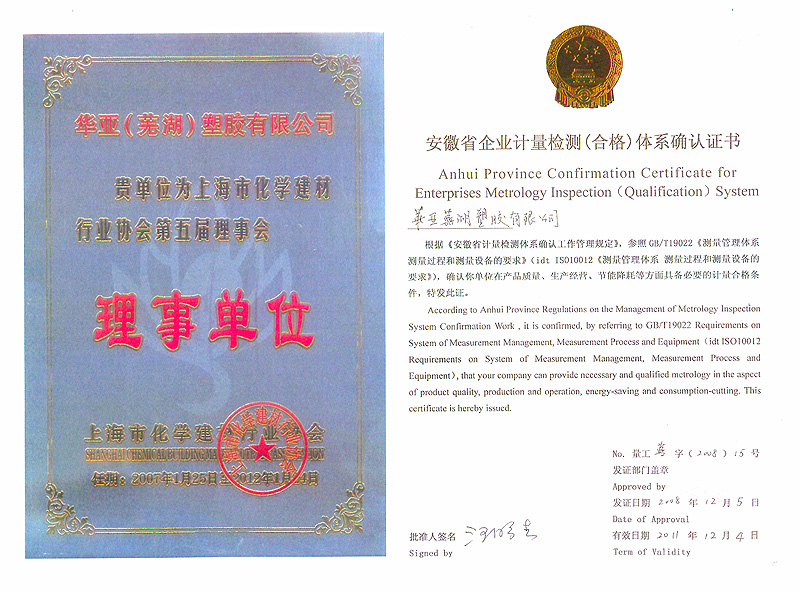 华亚(芜湖)塑胶有限公司
贵单位为上海市化学建材
行业协会第五届理事会
理事单位
上海市化学建材行业协会
SHANGHAI CHEMICAL BUILDING MA
任期：2007年1月25日至2012年1月24日
安徽省企业计量检测(合格)体系确认证书
Anhui Province Confirmation Certificate for
Enterprises Metrology Inspection (Qualification) System
華亚芜湖塑胶有限公司
根据《安徽省计量检测体系确认工作管理规定》，参照GB/T19022《测量管理体系
测量过程和测量设备的要求》（idt ISO10012《测量管理体系 测量过程和测量设备的
要求》），确认你单位在产品质量、生产经营、节能降耗等方面具备必要的计量合格条
件，特发此证。
According to Anhui Province Regulations on the Management of Metrology Inspection
System Confirmation Work , it is confirmed, by referring to GB/T19022 Requirements on
System of Measurement Management, Measurement Process and Equipment (idt ISO10012
Requirements on System of Measurement Management, Measurement Process and
Equipment), that your company can provide necessary and qualified metrology in the aspect
of product quality, production and operation, energy-saving and consumption-cutting. This
certificate is hereby issued.
No. 量工 芜 字 (2008) 15 号
发证部门盖章
Approved by
发证日期 2008 年 12 月 5 日
Date of Approval
批准人签名
有效日期 2011 年 12 月 4 日
Signed by
Term of Validity